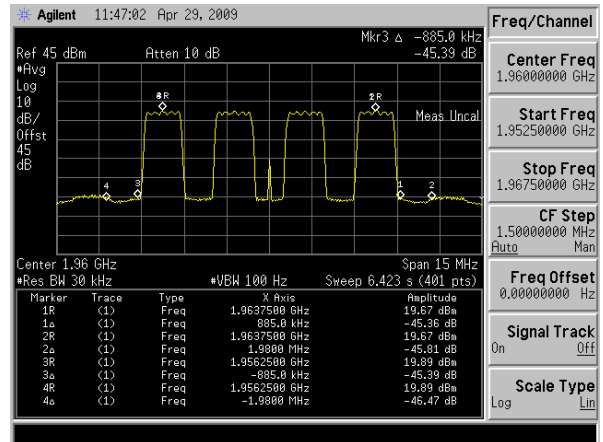 Agilent 11:47:02 Apr 29, 2009
Freq/Channel
Mkr3 Δ -885.0 kHz
Ref 45 dBm Atten 10 dB -45.39 dB
#Avg
Log
10
dB/
Offst
45
dB
R 2R
Meas Uncal
4 3 1 2
Center 1.96 GHz Span 15 MHz
#Res BW 30 kHz #VBW 100 Hz Sweep 6.423 s (401 pts)
Marker Trace Type X Axis Amplitude
1R (1) Freq 1.9637500 GHz 19.67 dBm
1Δ (1) Freq 885.0 kHz -45.36 dB
2R (1) Freq 1.9637500 GHz 19.67 dBm
2Δ (1) Freq 1.9800 MHz -45.81 dB
3R (1) Freq 1.9562500 GHz 19.89 dBm
3Δ (1) Freq -885.0 kHz -45.39 dB
4R (1) Freq 1.9562500 GHz 19.89 dBm
4Δ (1) Freq -1.9800 MHz -46.47 dB
Center Freq
1.96000000 GHz
Start Freq
1.95250000 GHz
Stop Freq
1.96750000 GHz
CF Step
1.50000000 MHz
Auto Man
Freq Offset
0.00000000 Hz
Signal Track
On Off
Scale Type
Log Lin